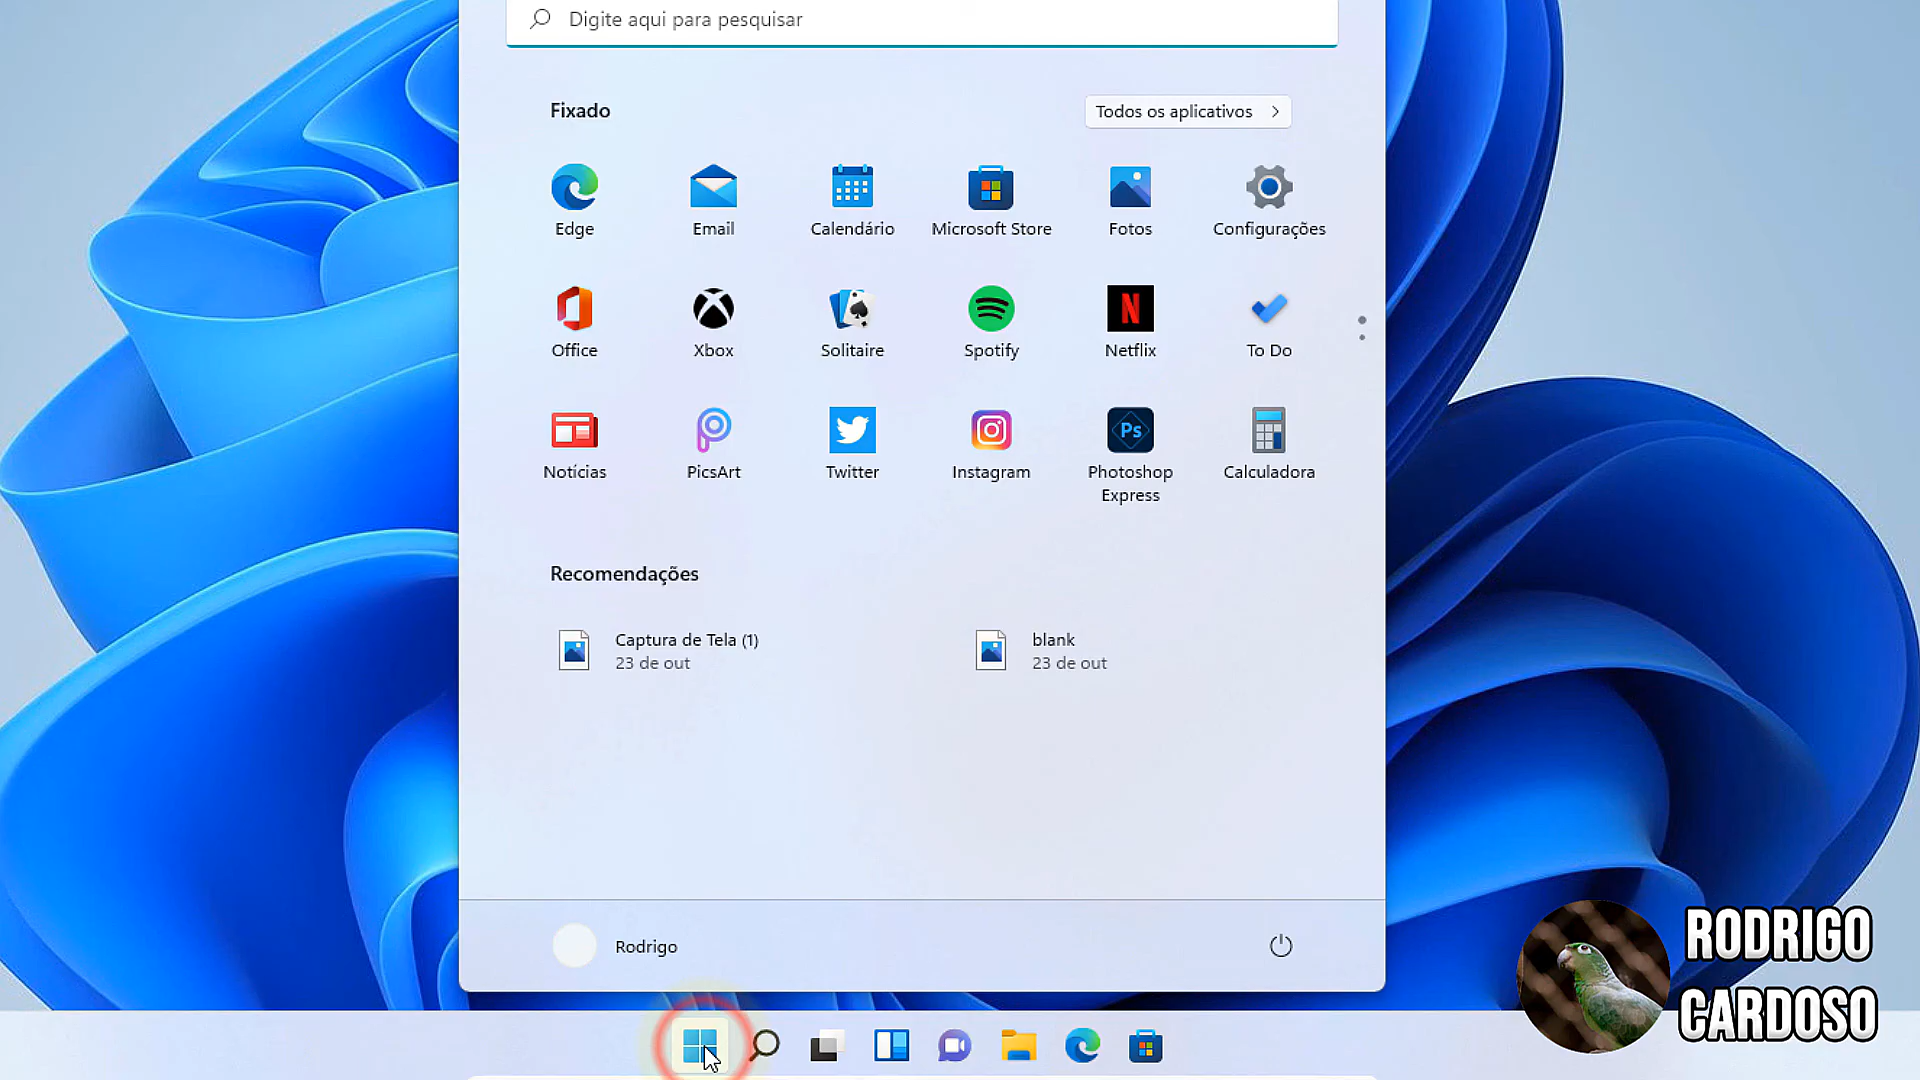 Digite aqui para pesquisar
Fixado
Todos os aplicativos
Edge
Email
Calendário
Microsoft Store
Fotos
Configurações
Office
Xbox
Solitaire
Spotify
N
Netflix
To Do
Notícias
PicsArt
Twitter
Instagram
Ps
Photoshop
Express
Calculadora
Recomendações
Captura de Tela (1)
23 de out
blank
23 de out
Rodrigo
RODRIGO
CARDOSO